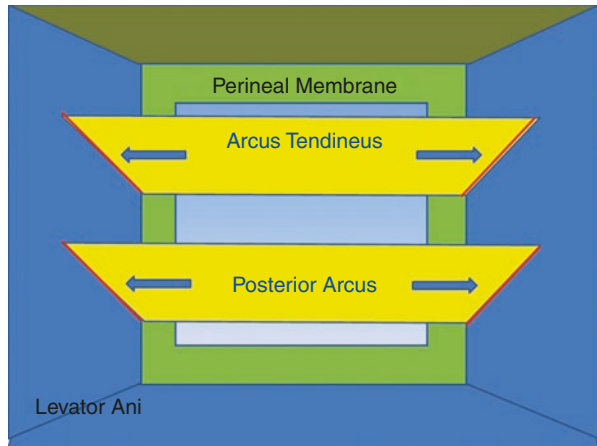 Perineal Membrane
Arcus Tendineus
Posterior Arcus
Levator Ani